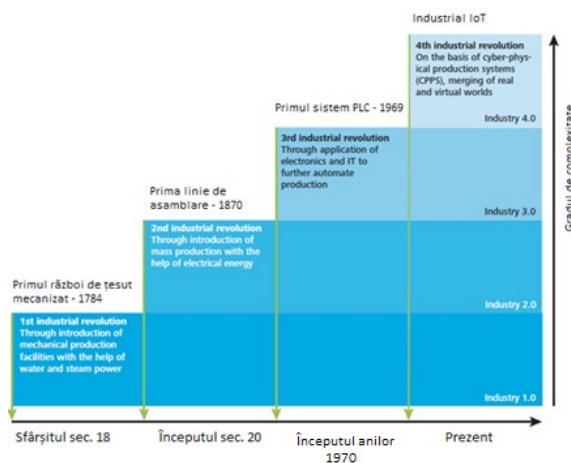 Industrial IoT
4th industrial revolution
On the basis of cyber-phys-
ical production systems
(CPPS), merging of real
and virtual worlds
Industry 4.0
Primul sistem PLC - 1969
3rd industrial revolution
Through application of
electronics and IT to
further automate
production
Industry 3.0
Prima linie de
asamblare - 1870
2nd industrial revolution
Through introduction of
mass production with the
help of electrical energy
Industry 2.0
Primul război de țesut
mecanizat - 1784
1st industrial revolution
Through introduction of
mechanical production
facilities with the help of
water and steam power
Industry 1.0
Gradul de complexitate
Sfârșitul sec. 18
Începutul sec. 20
Începutul anilor
1970
Prezent